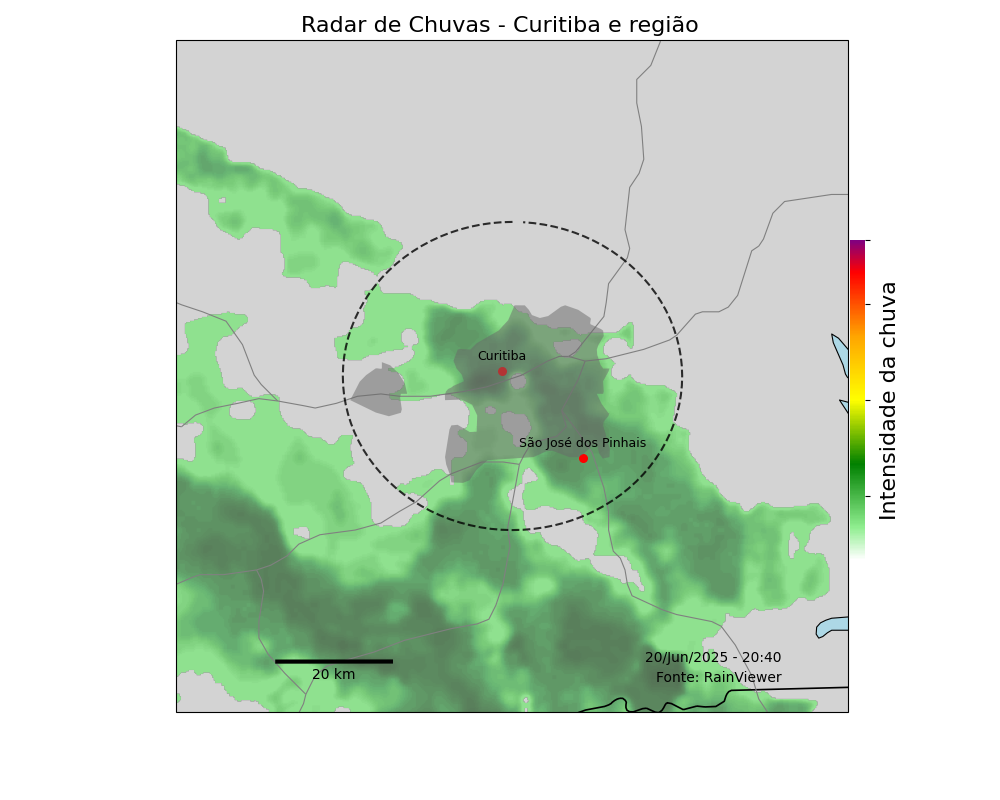 Radar de Chuvas - Curitiba e região
Curitiba
São José dos Pinhais
Intensidade da chuva
20/Jun/2025 - 20:40
20 km
Fonte: RainViewer